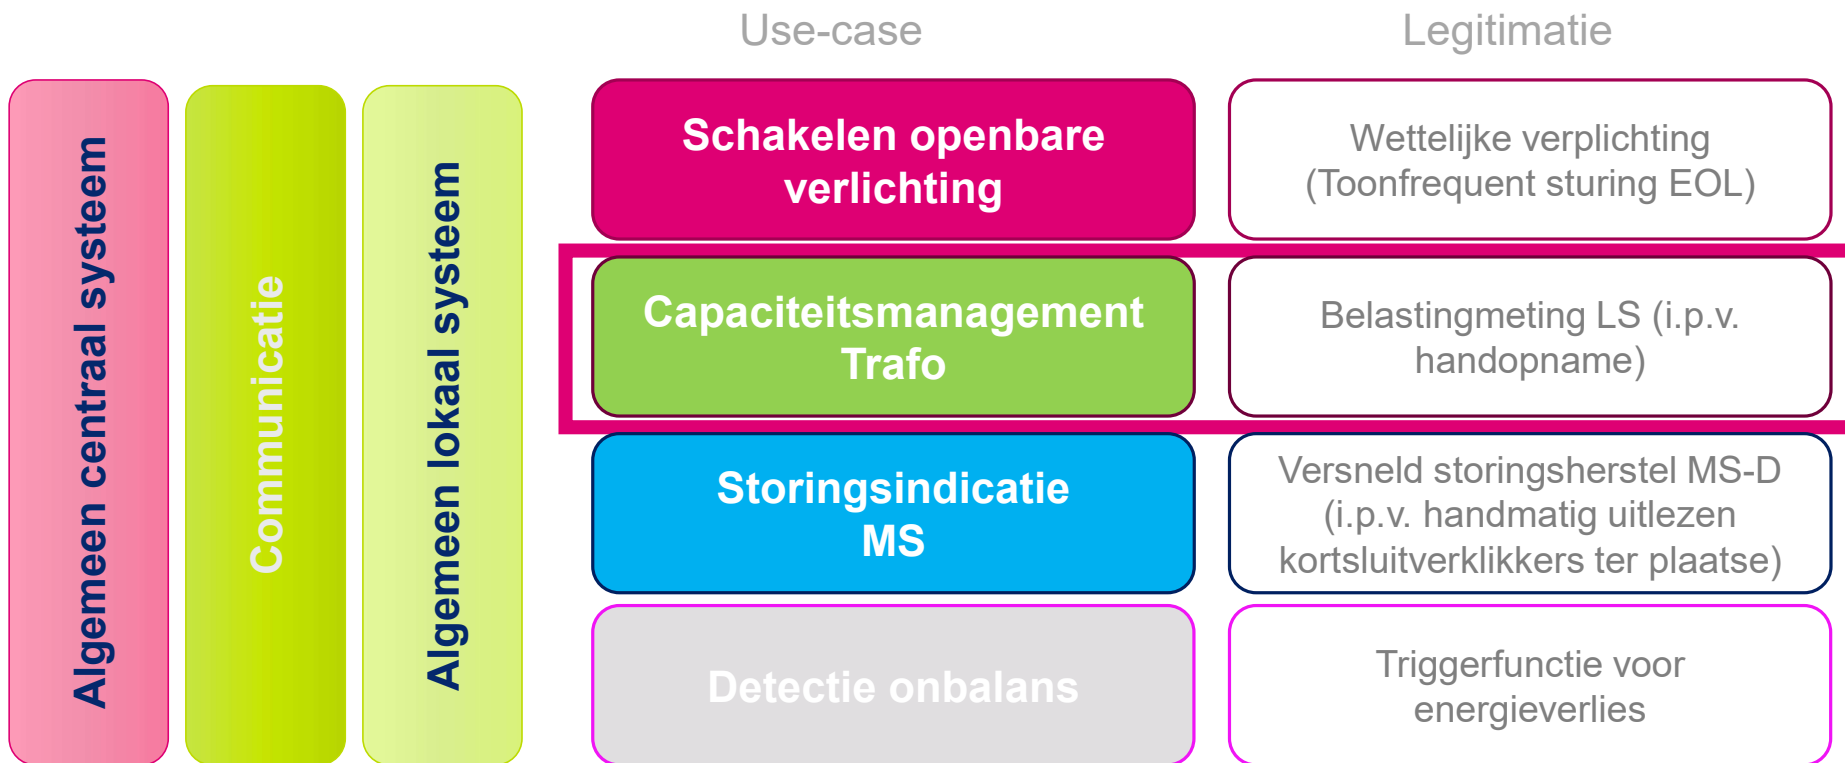 Use-case
Legitimatie
Algemeen centraal systeem
Communicatie
Algemeen lokaal systeem
Schakelen openbare
verlichting
Wettelijke verplichting
(Toonfrequent sturing EOL)
Capaciteitsmanagement
Trafo
Belastingmeting LS (i.p.v.
handopname)
Storingsindicatie
MS
Versneld storingsherstel MS-D
(i.p.v. handmatig uitlezen
kortsluitverklikkers ter plaatse)
Detectie onbalans
Triggerfunctie voor
energieverlies